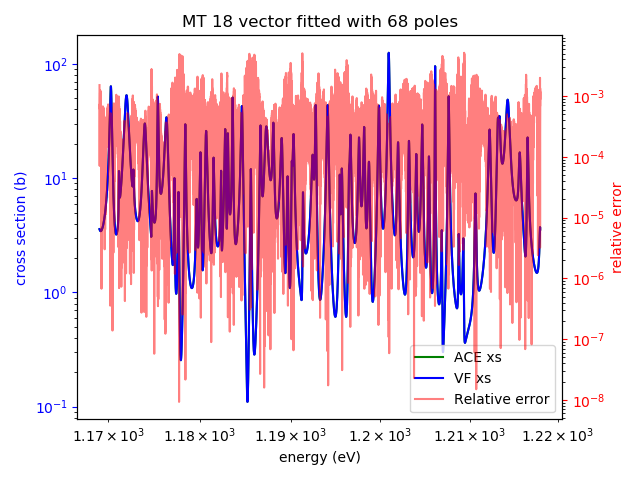 MT 18 vector fitted with 68 poles
10²
10¹
10⁰
10⁻¹
cross section (b)
10⁻³
10⁻⁴
10⁻⁵
10⁻⁶
10⁻⁷
10⁻⁸
relative error
ACE xs
VF xs
Relative error
1.17 × 10³ 1.18 × 10³ 1.19 × 10³ 1.2 × 10³ 1.21 × 10³ 1.22 × 10³
energy (eV)